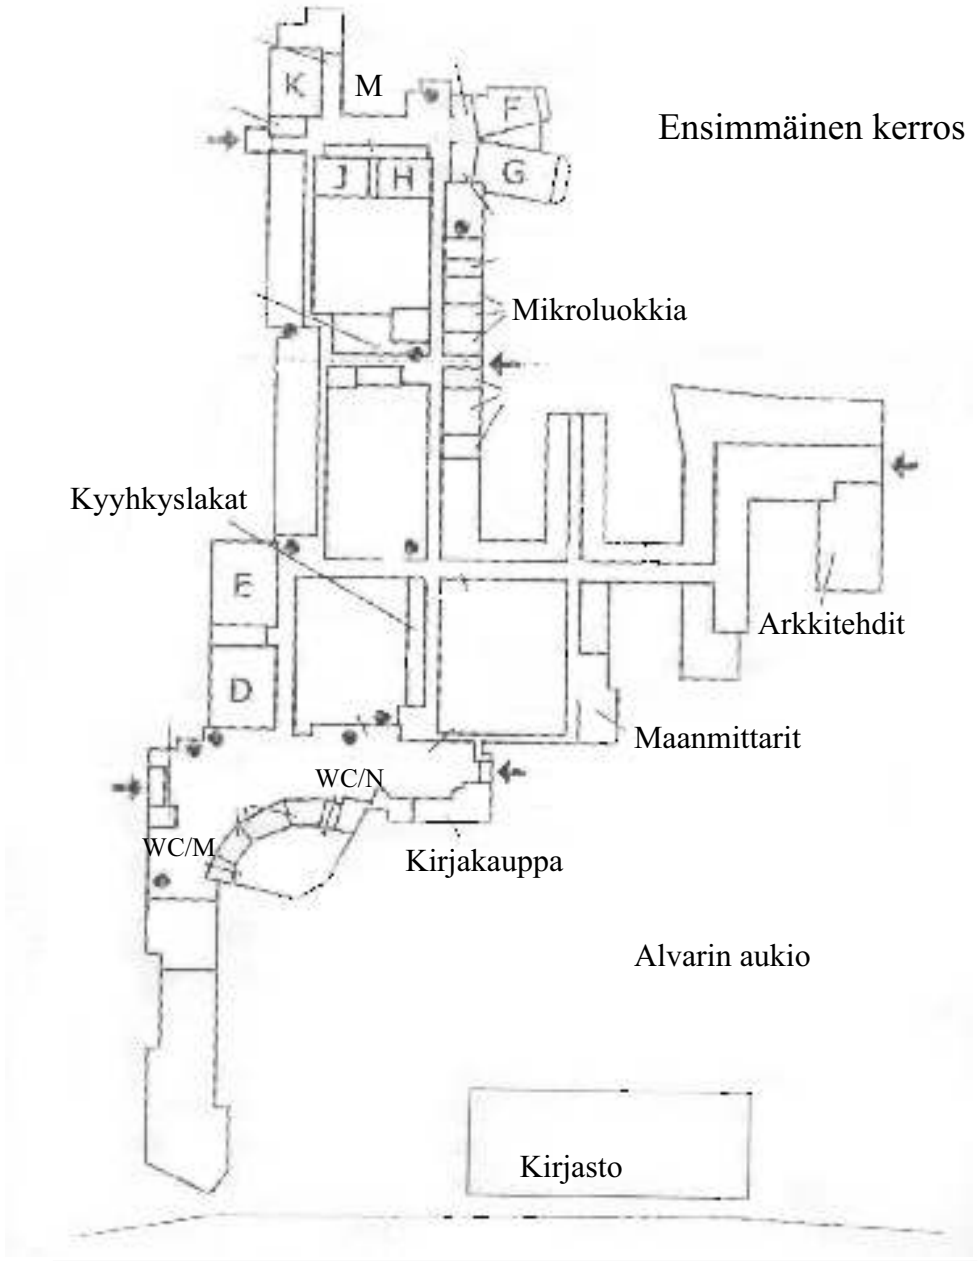 K
M
F
Ensimmäinen kerros
J
H
G
Mikroluokkia
Kyyhkyslakat
E
Arkkitehdit
D
Maanmittarit
WC/N
WC/M
Kirjakauppa
Alvarin aukio
Kirjasto